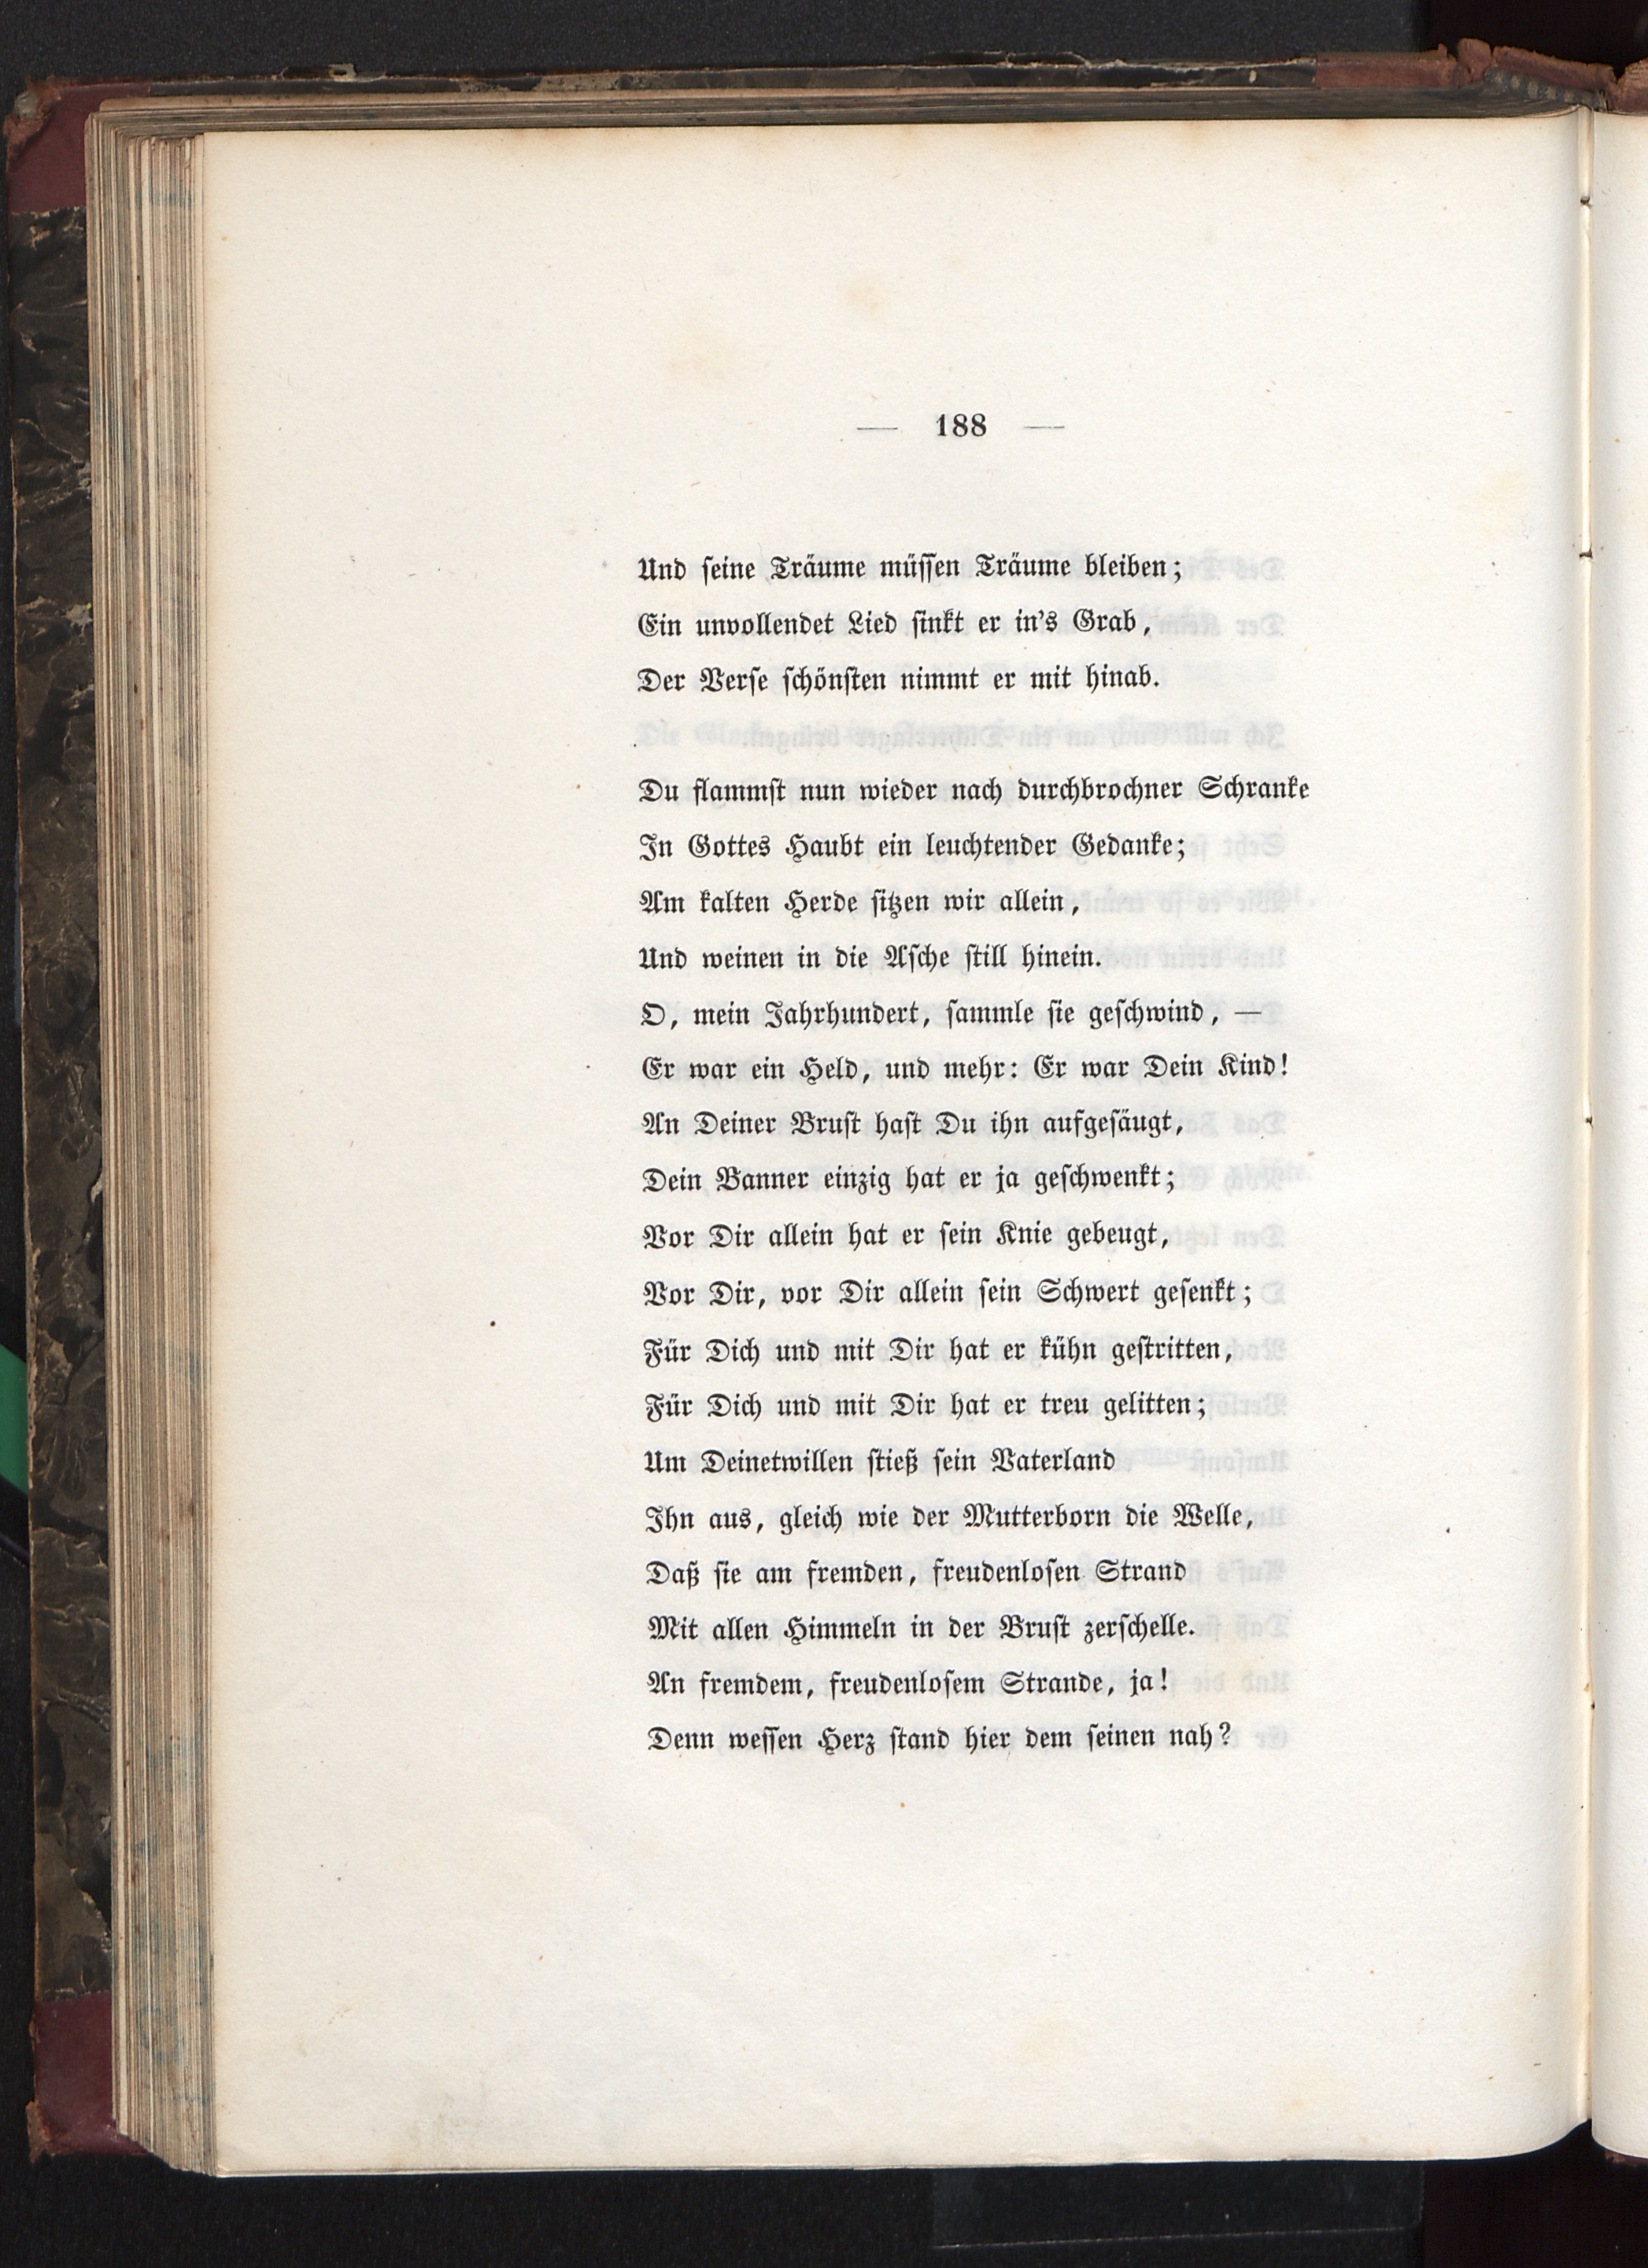 — 188 —
Und seine Träume müssen Träume bleiben;
Ein unvollendet Lied sinkt er in's Grab,
Der Verse schönsten nimmt er mit hinab.
Du flammst nun wieder nach durchbrochner Schranke
In Gottes Haubt ein leuchtender Gedanke;
Am kalten Herde sitzen wir allein,
Und weinen in die Asche still hinein.
O, mein Jahrhundert, sammle sie geschwind, —
Er war ein Held, und mehr: Er war Dein Kind!
An Deiner Brust hast Du ihn aufgesäugt,
Dein Banner einzig hat er ja geschwenkt;
Vor Dir allein hat er sein Knie gebeugt,
Vor Dir, vor Dir allein sein Schwert gesenkt;
Für Dich und mit Dir hat er kühn gestritten,
Für Dich und mit Dir hat er treu gelitten;
Um Deinetwillen stieß sein Vaterland
Ihn aus, gleich wie der Mutterborn die Welle,
Daß sie am fremden, freudenlosen Strand
Mit allen Himmeln in der Brust zerschelle.
An fremdem, freudenlosem Strande, ja!
Denn wessen Herz stand hier dem seinen nah?